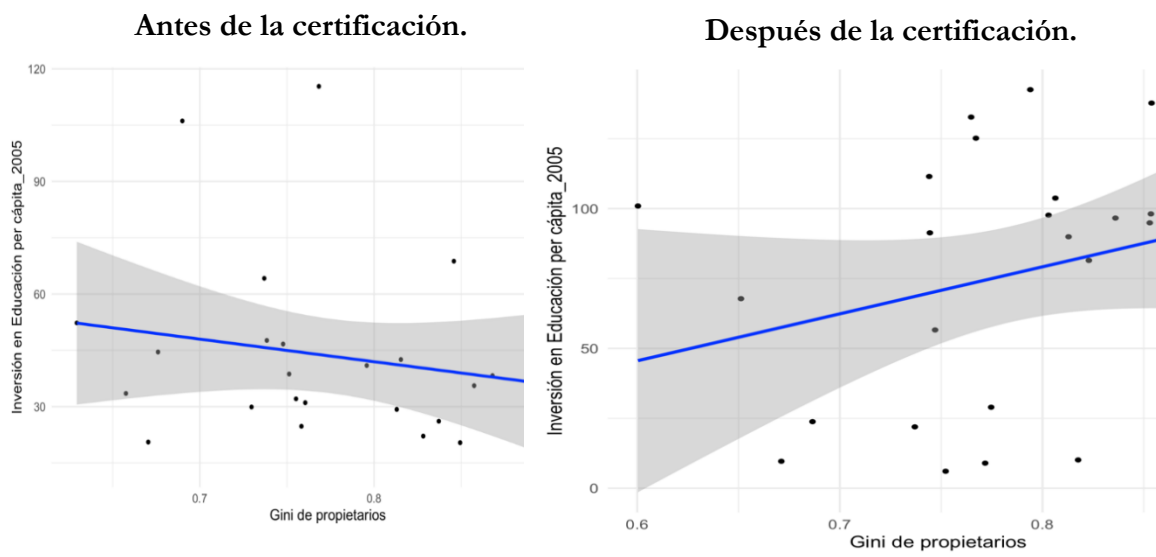 Antes de la certificación.
120
90
60
30
Inversión en Educación per cápita_2005
0.7
0.8
Gini de propietarios
Después de la certificación.
100
50
0
Inversión en Educación per cápita_2005
0.6
0.7
0.8
Gini de propietarios